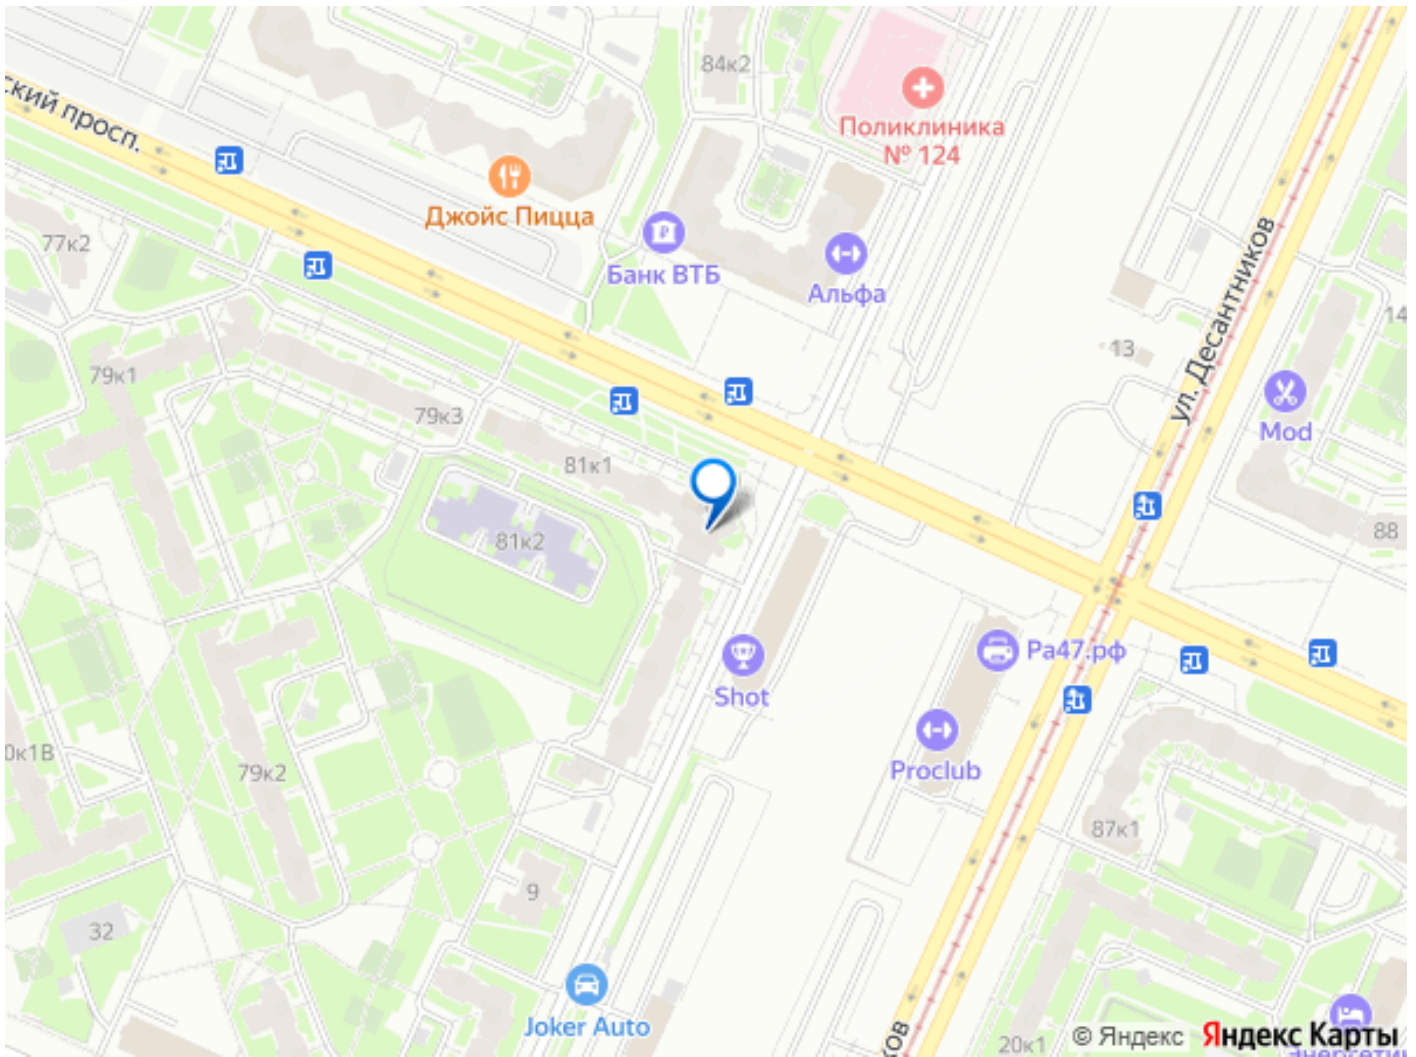 84к2
ский просп.
Поликлиника
№ 124
Джойс Пицца
77к2
Банк ВТБ
Альфа
ул. Десантников
14
13
79к1
79к3
Mod
81к1
88
81к2
Ра47.рф
Shot
0к1В
79к2
Proclub
87к1
9
32
Joker Auto
тов
20к1
© Яндекс
Яндекс Карты